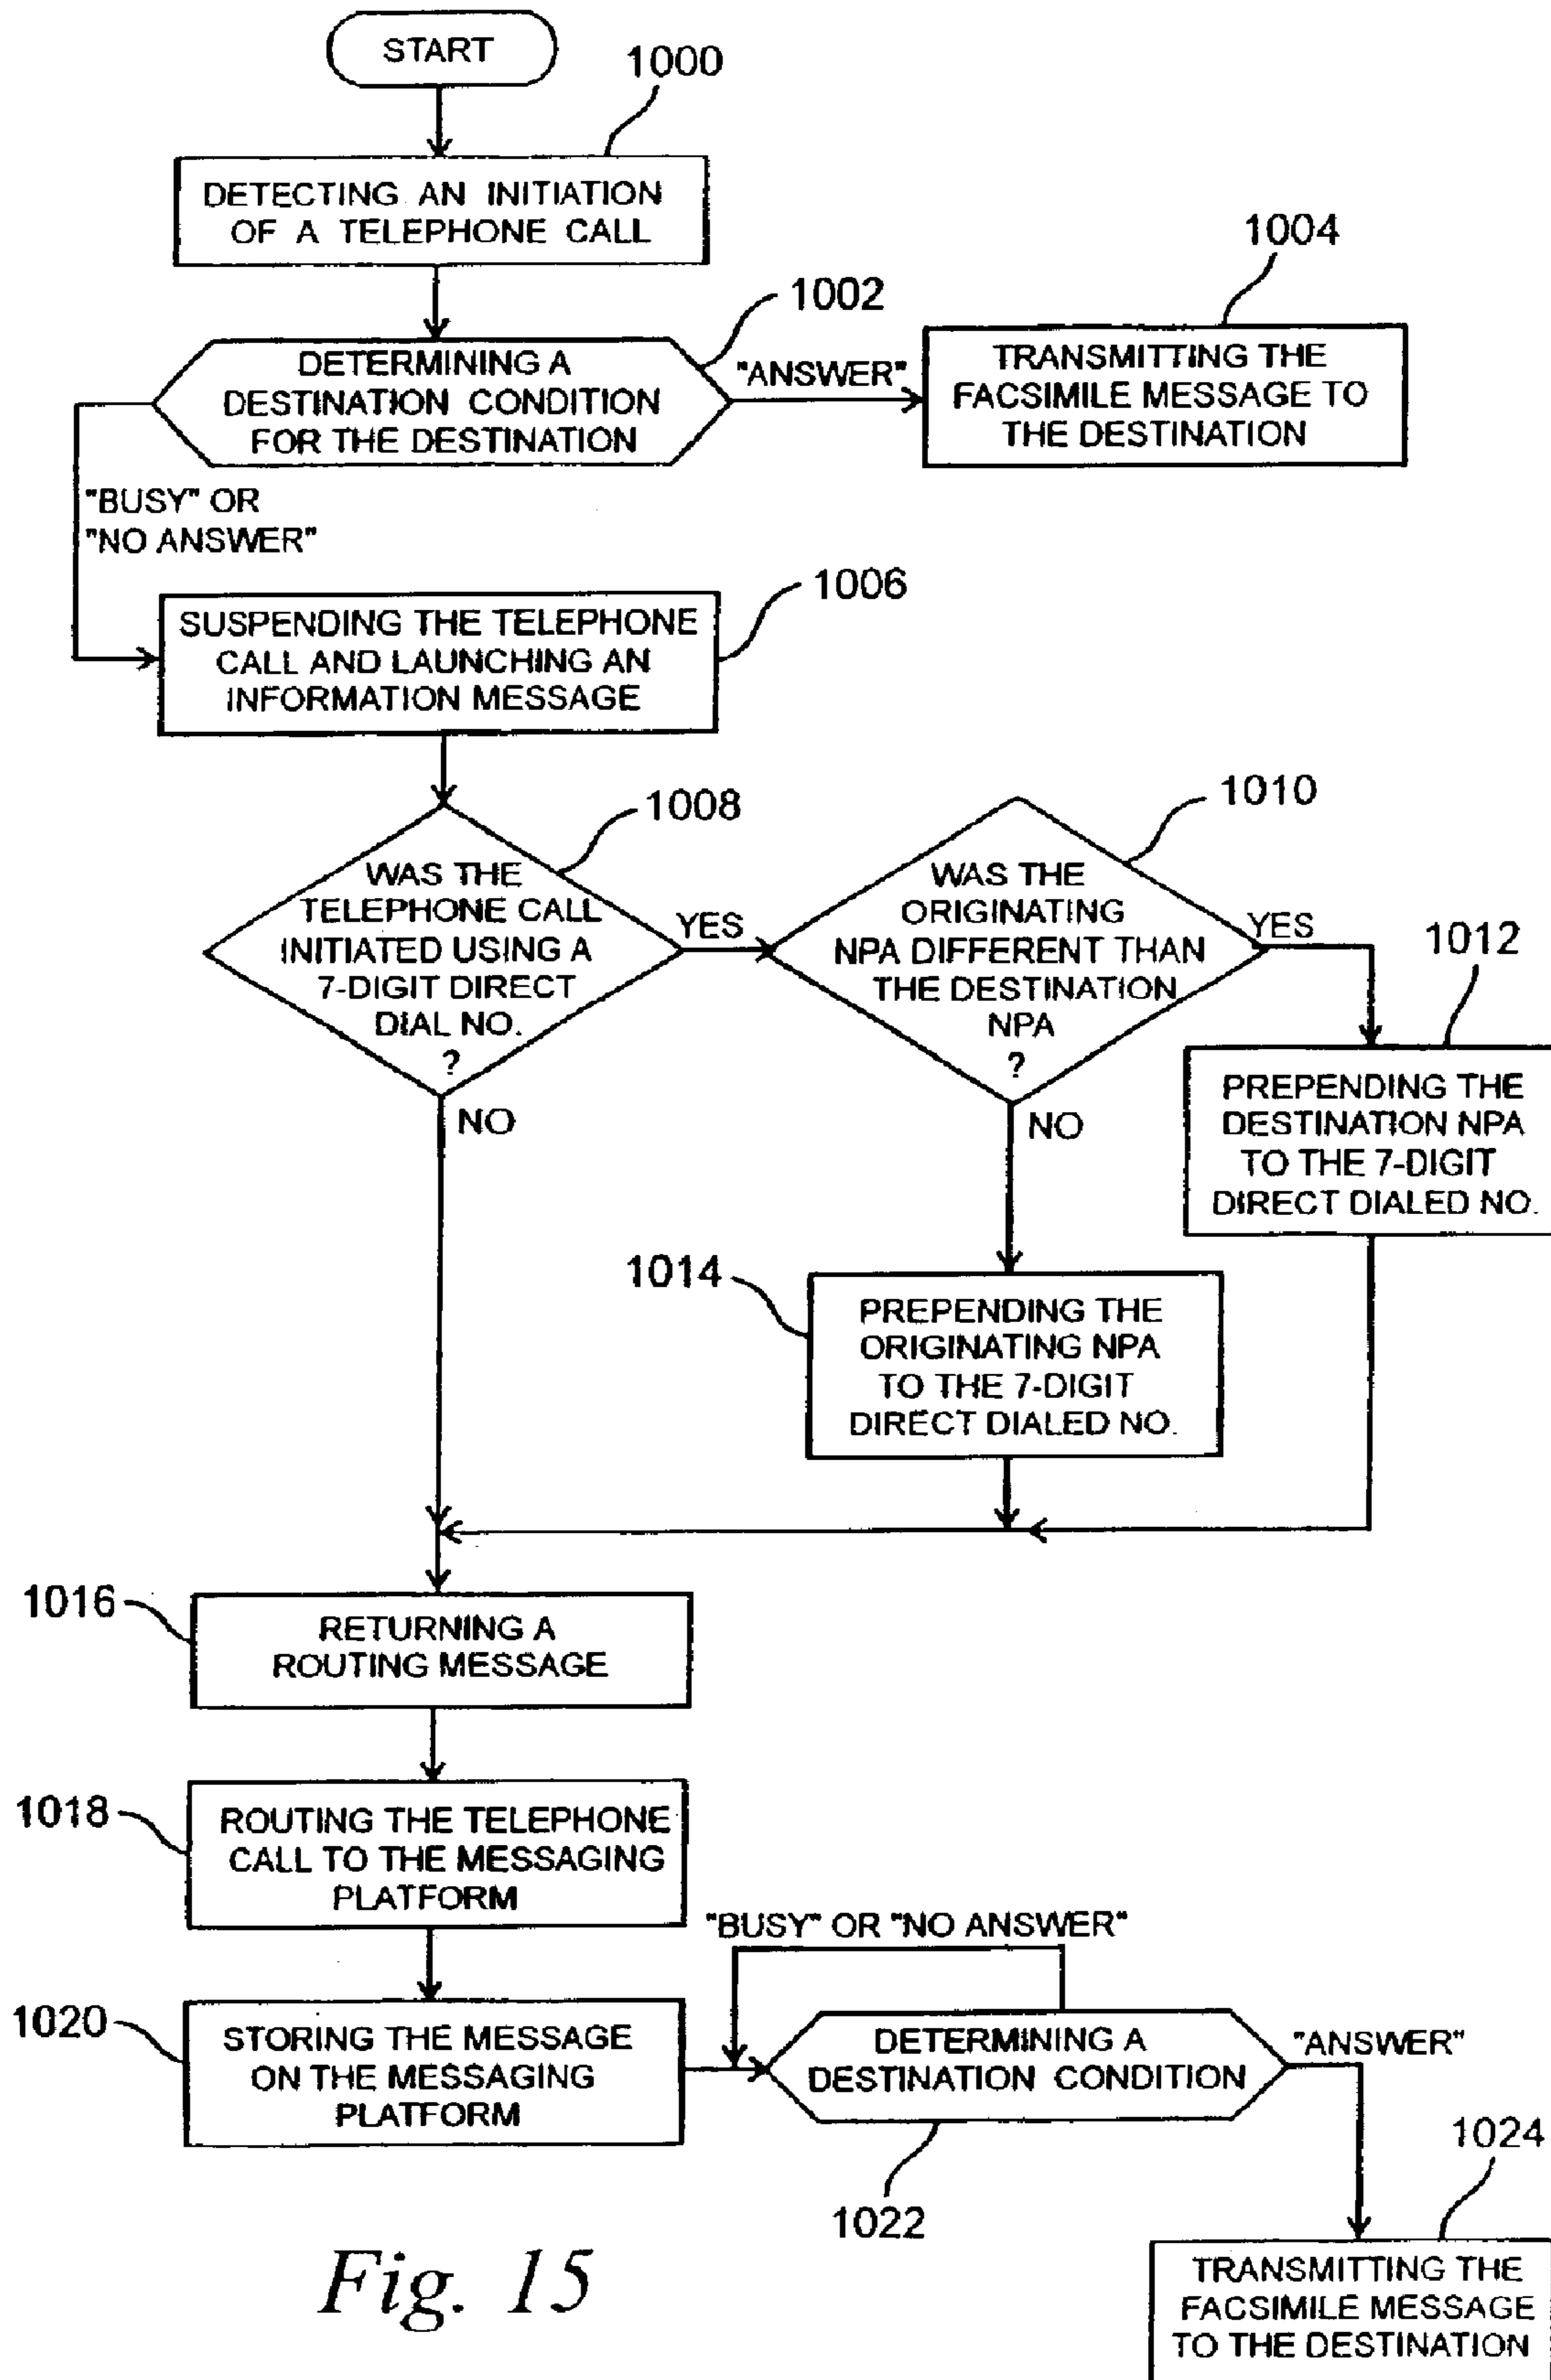 START
1000
DETECTING AN INITIATION
OF A TELEPHONE CALL
1002
DETERMINING A
DESTINATION CONDITION
FOR THE DESTINATION
"ANSWER"
1004
TRANSMITTING THE
FACSIMILE MESSAGE TO
THE DESTINATION
"BUSY" OR
"NO ANSWER"
1006
SUSPENDING THE TELEPHONE
CALL AND LAUNCHING AN
INFORMATION MESSAGE
1008
WAS THE
TELEPHONE CALL
INITIATED USING A
7-DIGIT DIRECT
DIAL NO.
?
YES
NO
1010
WAS THE
ORIGINATING
NPA DIFFERENT THAN
THE DESTINATION
NPA
?
YES
NO
1012
PREPENDING THE
DESTINATION NPA
TO THE 7-DIGIT
DIRECT DIALED NO.
1014
PREPENDING THE
ORIGINATING NPA
TO THE 7-DIGIT
DIRECT DIALED NO.
1016
RETURNING A
ROUTING MESSAGE
1018
ROUTING THE TELEPHONE
CALL TO THE MESSAGING
PLATFORM
1020
STORING THE MESSAGE
ON THE MESSAGING
PLATFORM
"BUSY" OR "NO ANSWER"
DETERMINING A
DESTINATION CONDITION
1022
"ANSWER"
1024
TRANSMITTING THE
FACSIMILE MESSAGE
TO THE DESTINATION
Fig. 15